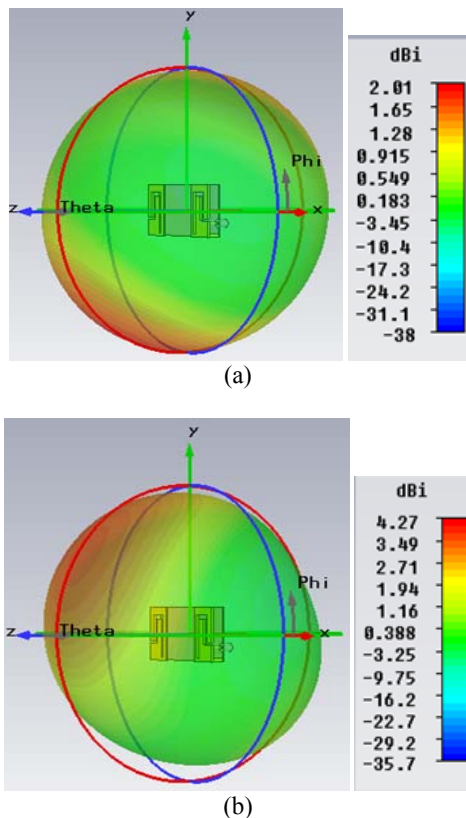 y
Phi
z
Theta
x
dBi
2.01
1.65
1.28
0.915
0.549
0.183
-3.45
-10.4
-17.3
-24.2
-31.1
-38
(a)
y
Phi
z
Theta
x
dBi
4.27
3.49
2.71
1.94
1.16
0.388
-3.25
-9.75
-16.2
-22.7
-29.2
-35.7
(b)